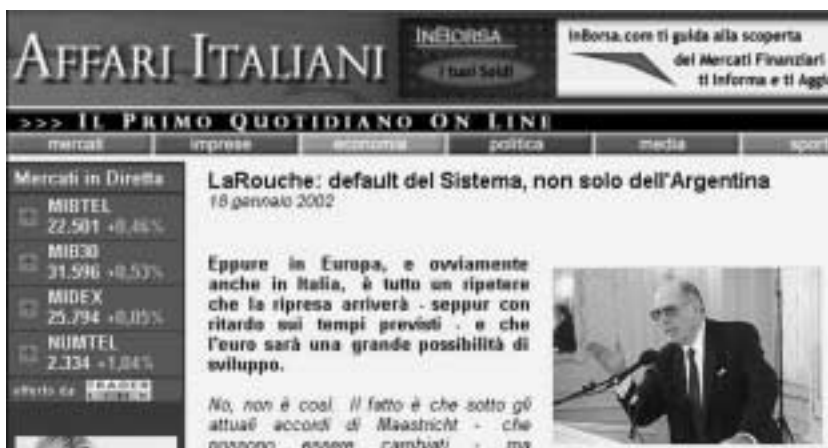 AFFARI ITALIANI
INBORSA
i tuoi Soldi
InBorsa.com ti guida alla scoperta
dei Mercati Finanziari
ti Informa e ti
>>> IL PRIMO QUOTIDIANO ON LINE
mercati imprese economia politica media sport
Mercati in Diretta
MIBTEL
22.501 +0,46%
MIB30
31.596 +0,53%
MIDEX
25.794 +0,05%
NUMTEL
2.334 +1,04%
offerto da
LaRouche: default del Sistema, non solo dell'Argentina
18 gennaio 2002
Eppure in Europa, e ovviamente
anche in Italia, è tutto un ripetere
che la ripresa arriverà - seppur con
ritardo sui tempi previsti - e che
l'euro sarà una grande possibilità di
sviluppo.
No, non è così. Il fatto è che sotto gli
attuali accordi di Maastricht - che
possono essere cambiati - ma